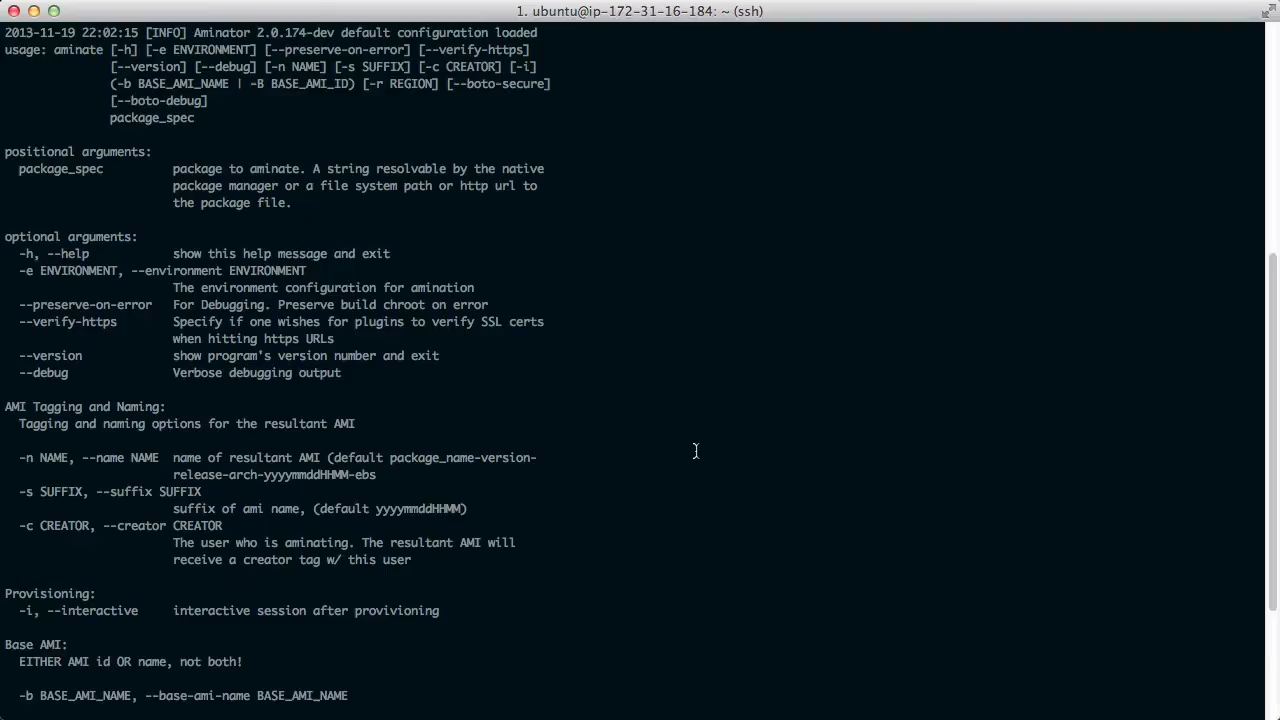 1. ubuntu@ip-172-31-16-184: ~ (ssh)
2013-11-19 22:02:15 [INFO] Aminator 2.0.174-dev default configuration loaded
usage: aminate [-h] [-e ENVIRONMENT] [--preserve-on-error] [--verify-https]
[--version] [--debug] [-n NAME] [-s SUFFIX] [-c CREATOR] [-i]
(-b BASE_AMI_NAME | -B BASE_AMI_ID) [-r REGION] [--boto-secure]
[--boto-debug]
package_spec
positional arguments:
package_spec package to aminate. A string resolvable by the native
package manager or a file system path or http url to
the package file.
optional arguments:
-h, --help show this help message and exit
-e ENVIRONMENT, --environment ENVIRONMENT
The environment configuration for amination
--preserve-on-error For Debugging. Preserve build chroot on error
--verify-https Specify if one wishes for plugins to verify SSL certs
when hitting https URLs
--version show program's version number and exit
--debug Verbose debugging output
AMI Tagging and Naming:
Tagging and naming options for the resultant AMI
-n NAME, --name NAME name of resultant AMI (default package_name-version-
release-arch-yyyymmddHHMM-ebs
-s SUFFIX, --suffix SUFFIX
suffix of ami name, (default yyyymmddHHMM)
-c CREATOR, --creator CREATOR
The user who is aminating. The resultant AMI will
receive a creator tag w/ this user
Provisioning:
-i, --interactive interactive session after provivioning
Base AMI:
EITHER AMI id OR name, not both!
-b BASE_AMI_NAME, --base-ami-name BASE_AMI_NAME